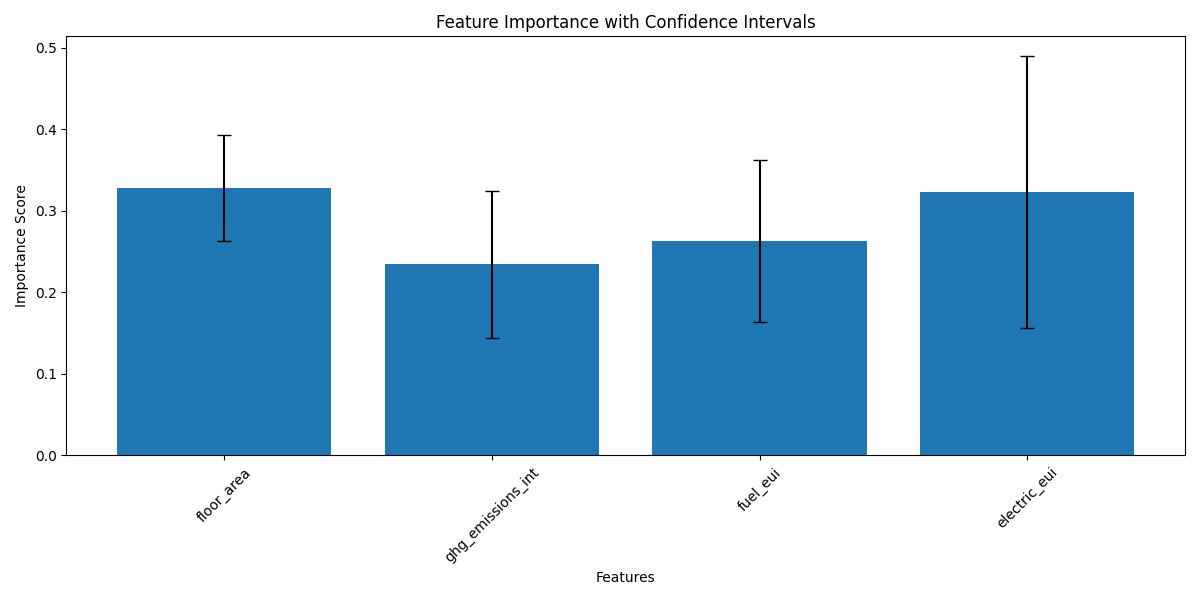 Feature Importance with Confidence Intervals
Importance Score
0.5
0.4
0.3
0.2
0.1
0.0
floor_area
ghg_emissions_int
fuel_eui
electric_eui
Features